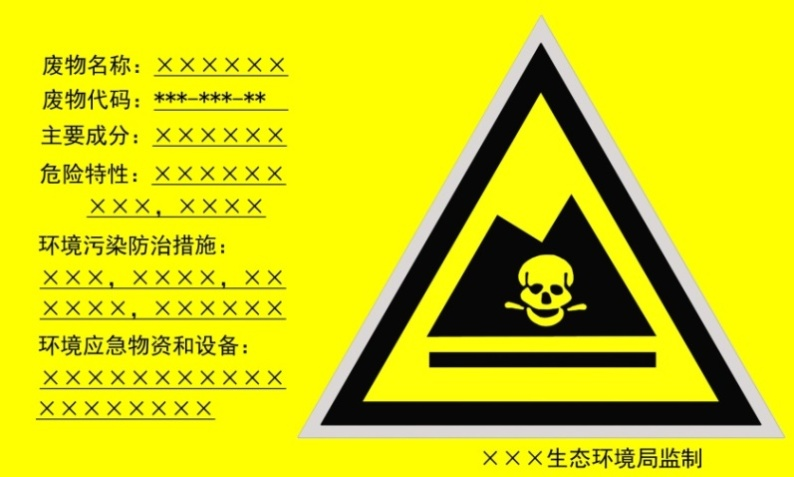 废物名称：××××××
废物代码：***-***-**
主要成分：××××××
危险特性：××××××
×××，××××
环境污染防治措施：
×××，××××，××
××××，××××××
环境应急物资和设备：
×××××××××××
××××××××
×××生态环境局监制